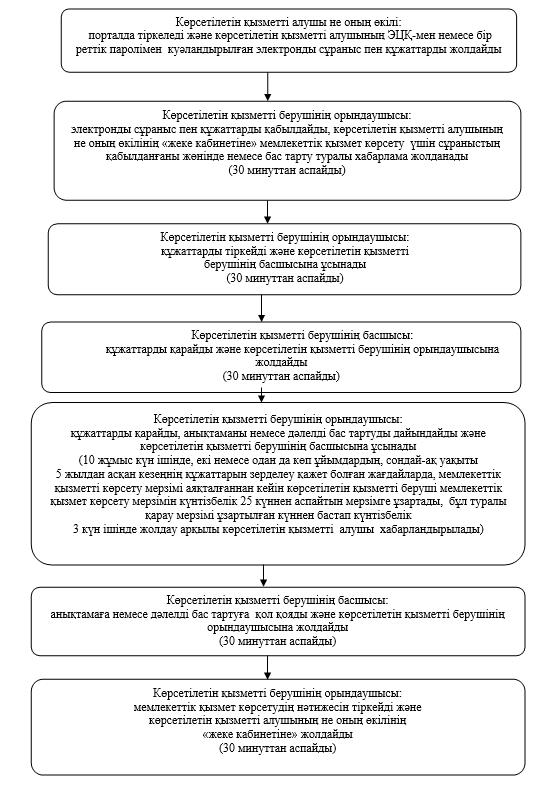 Көрсетілетін қызметті алушы не оның өкілі:
порталда тіркеледі және көрсетілетін қызметті алушының ЭЦҚ-мен немесе бір
реттік паролімен куәландырылған электронды сұраныс пен құжаттарды жолдайды
Көрсетілетін қызметті берушінің орындаушысы:
электронды сұраныс пен құжаттарды қабылдайды, көрсетілетін қызметті алушының
не оның өкілінің «жеке кабинетіне» мемлекеттік қызмет көрсету үшін сұраныстың
қабылданғаны жөнінде немесе бас тарту туралы хабарлама жолданады
(30 минуттан аспайды)
Көрсетілетін қызметті берушінің орындаушысы:
құжаттарды тіркейді және көрсетілетін қызметті
берушінің басшысына ұсынады
(30 минуттан аспайды)
Көрсетілетін қызметті берушінің басшысы:
құжаттарды қарайды және көрсетілетін қызметті берушінің орындаушысына
жолдайды
(30 минуттан аспайды)
Көрсетілетін қызметті берушінің орындаушысы:
құжаттарды қарайды, анықтаманы немесе дәлелді бас тартуды дайындайды және
көрсетілетін қызметті берушінің басшысына ұсынады
(10 жұмыс күн ішінде, екі немесе одан да көп ұйымдардың, сондай-ақ уақыты
5 жылдан асқан кезеңнің құжаттарын зерделеу қажет болған жағдайларда, мемлекеттік
қызметті көрсету мерзімі аяқталғаннан кейін көрсетілетін қызметті беруші мемлекеттік
қызмет көрсету мерзімін күнтізбелік 25 күннен аспайтын мерзімге ұзартады, бұл туралы
қарау мерзімі ұзартылған күннен бастап күнтізбелік
3 күн ішінде жолдау арқылы көрсетілетін қызметті алушы хабарландырылады)
Көрсетілетін қызметті берушінің басшысы:
анықтамаға немесе дәлелді бас тартуға қол қояды және көрсетілетін қызметті берушінің
орындаушысына жолдайды
(30 минуттан аспайды)
Көрсетілетін қызметті берушінің орындаушысы:
мемлекеттік қызмет көрсетудің нәтижесін тіркейді және
көрсетілетін қызметті алушының не оның өкілінің
«жеке кабинетіне» жолдайды
(30 минуттан аспайды)